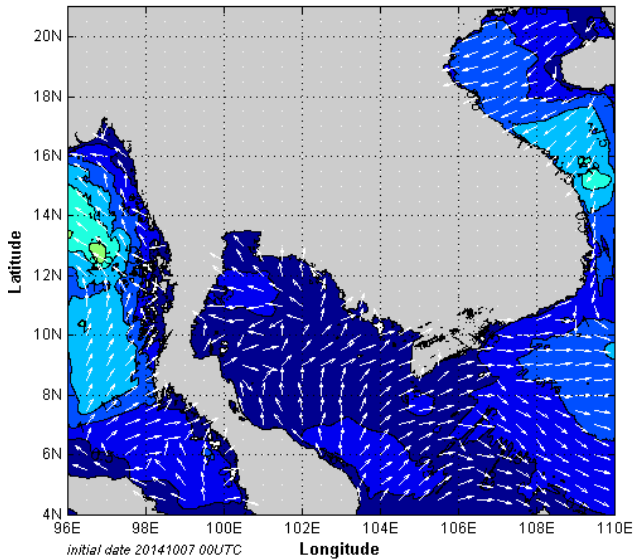 20N
18N
16N
14N
12N
10N
8N
6N
4N
Latitude
96E 98E 100E 102E 104E 106E 108E 110E
initial date 20141007 00UTC Longitude